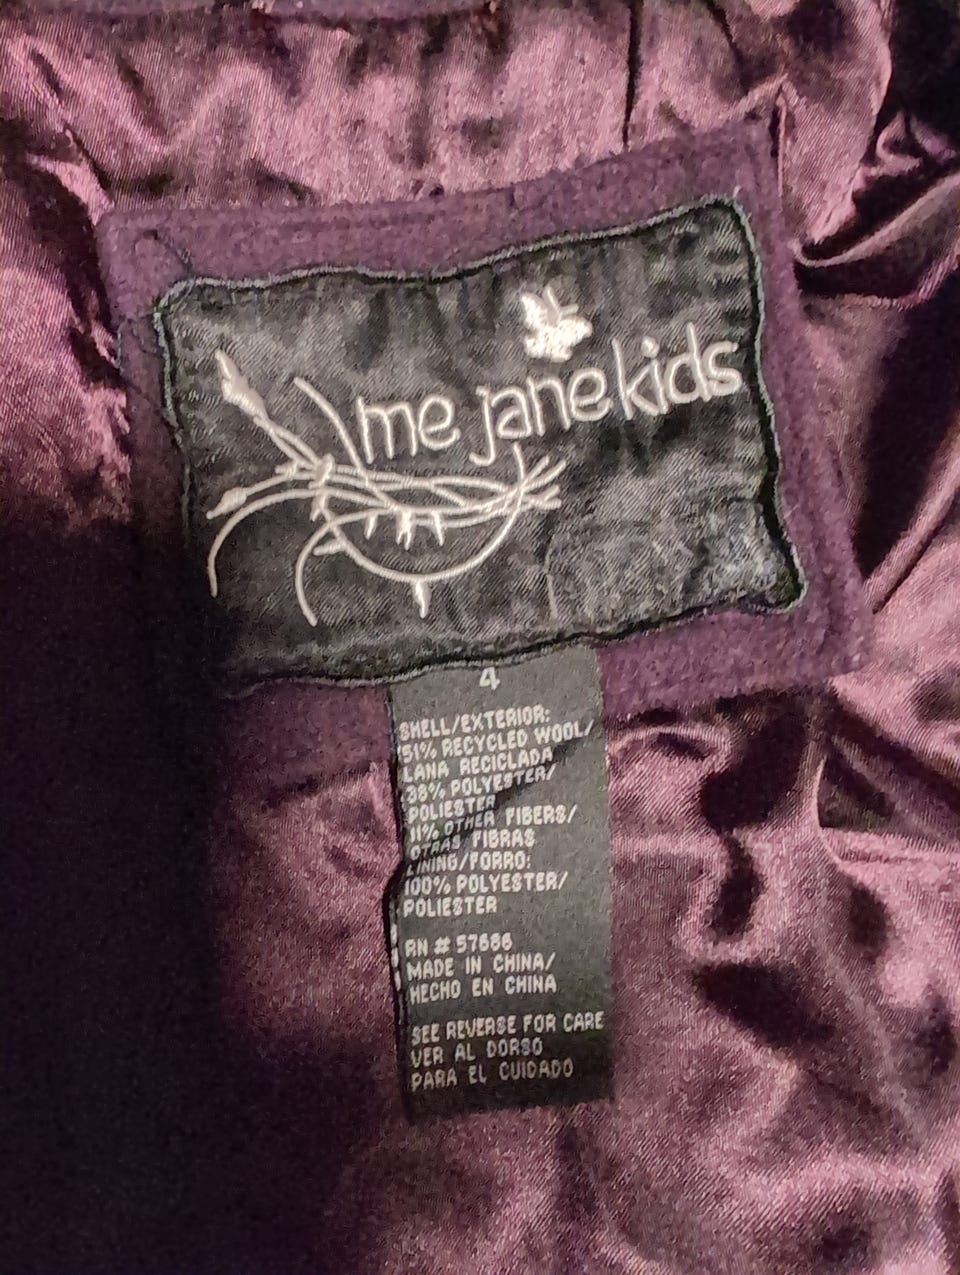 me jane kids
4
SHELL/EXTERIOR:
51% RECYCLED WOOL/
LANA RECICLADA
38% POLYESTER/
POLIESTER
11% OTHER FIBERS/
OTRAS FIBRAS
LINING/FORRO:
100% POLYESTER/
POLIESTER
RN # 57686
MADE IN CHINA/
HECHO EN CHINA
SEE REVERSE FOR CARE
VER AL DORSO
PARA EL CUIDADO